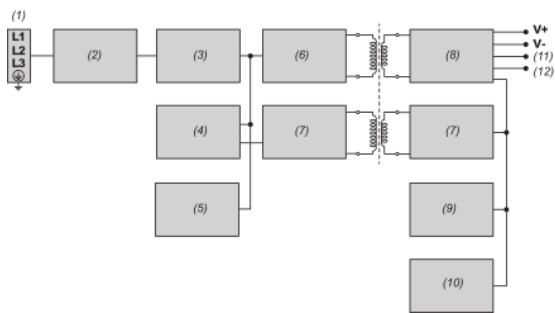 (1)
L1
L2
L3
(2)
(3)
(6)
(8)
V+
V-
(11)
(12)
(4)
(7)
(7)
(5)
(9)
(10)